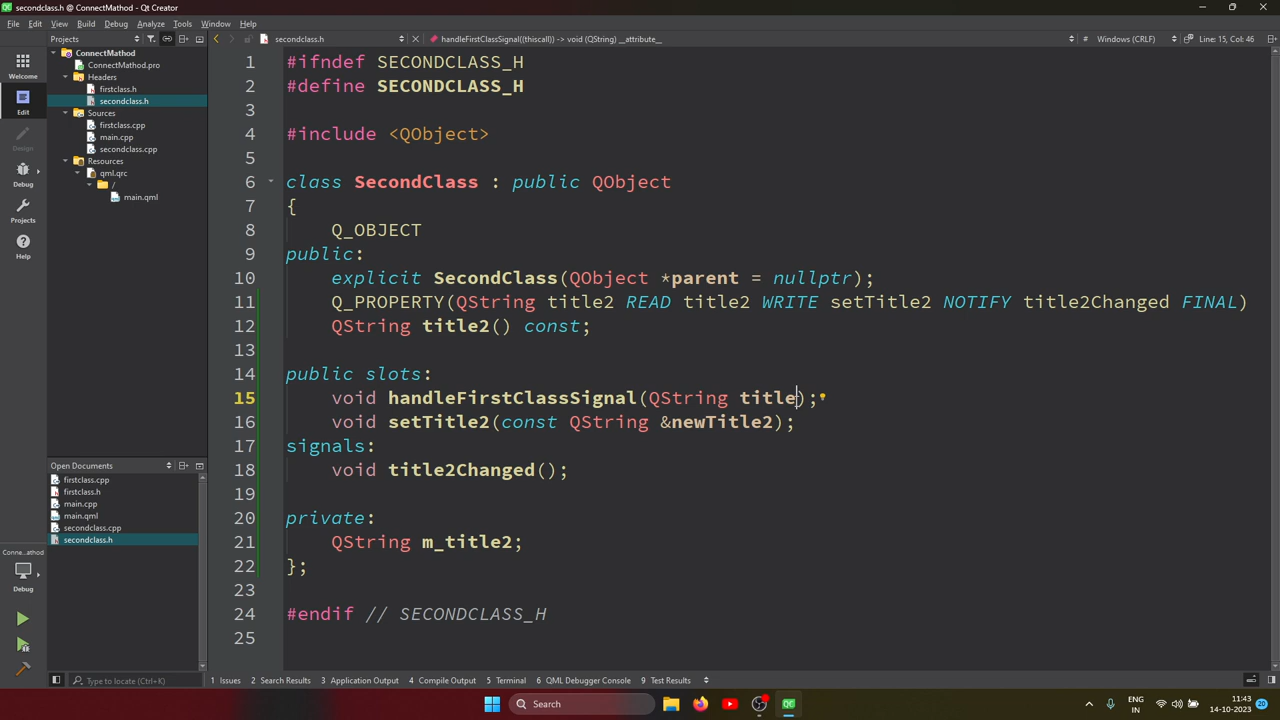 secondclass.h @ ConnectMathod - Qt Creator
File Edit View Build Debug Analyze Tools Window Help
Projects
secondclass.h
handleFirstClassSignal((thiscall)) -> void (QString) __attribute__
#
Windows (CRLF)
Line: 15, Col: 46
Welcome
Edit
Design
Debug
Projects
Help
ConnectMathod
ConnectMathod.pro
Headers
firstclass.h
secondclass.h
Sources
firstclass.cpp
main.cpp
secondclass.cpp
Resources
qml.qrc
/
main.qml
Open Documents
firstclass.cpp
firstclass.h
main.cpp
main.qml
secondclass.cpp
secondclass.h
Conne...athod
Debug
1 #ifndef SECONDCLASS_H
2 #define SECONDCLASS_H
3
4 #include <QObject>
5
6 class SecondClass : public QObject
7 {
8 Q_OBJECT
9 public:
10 explicit SecondClass(QObject *parent = nullptr);
11 Q_PROPERTY(QString title2 READ title2 WRITE setTitle2 NOTIFY title2Changed FINAL)
12 QString title2() const;
13
14 public slots:
15 void handleFirstClassSignal(QString title);
16 void setTitle2(const QString &newTitle2);
17 signals:
18 void title2Changed();
19
20 private:
21 QString m_title2;
22 };
23
24 #endif // SECONDCLASS_H
25
Type to locate (Ctrl+K)
1 Issues 2 Search Results 3 Application Output 4 Compile Output 5 Terminal 6 QML Debugger Console 9 Test Results
Search
QC
ENG
IN
11:43
14-10-2023
20